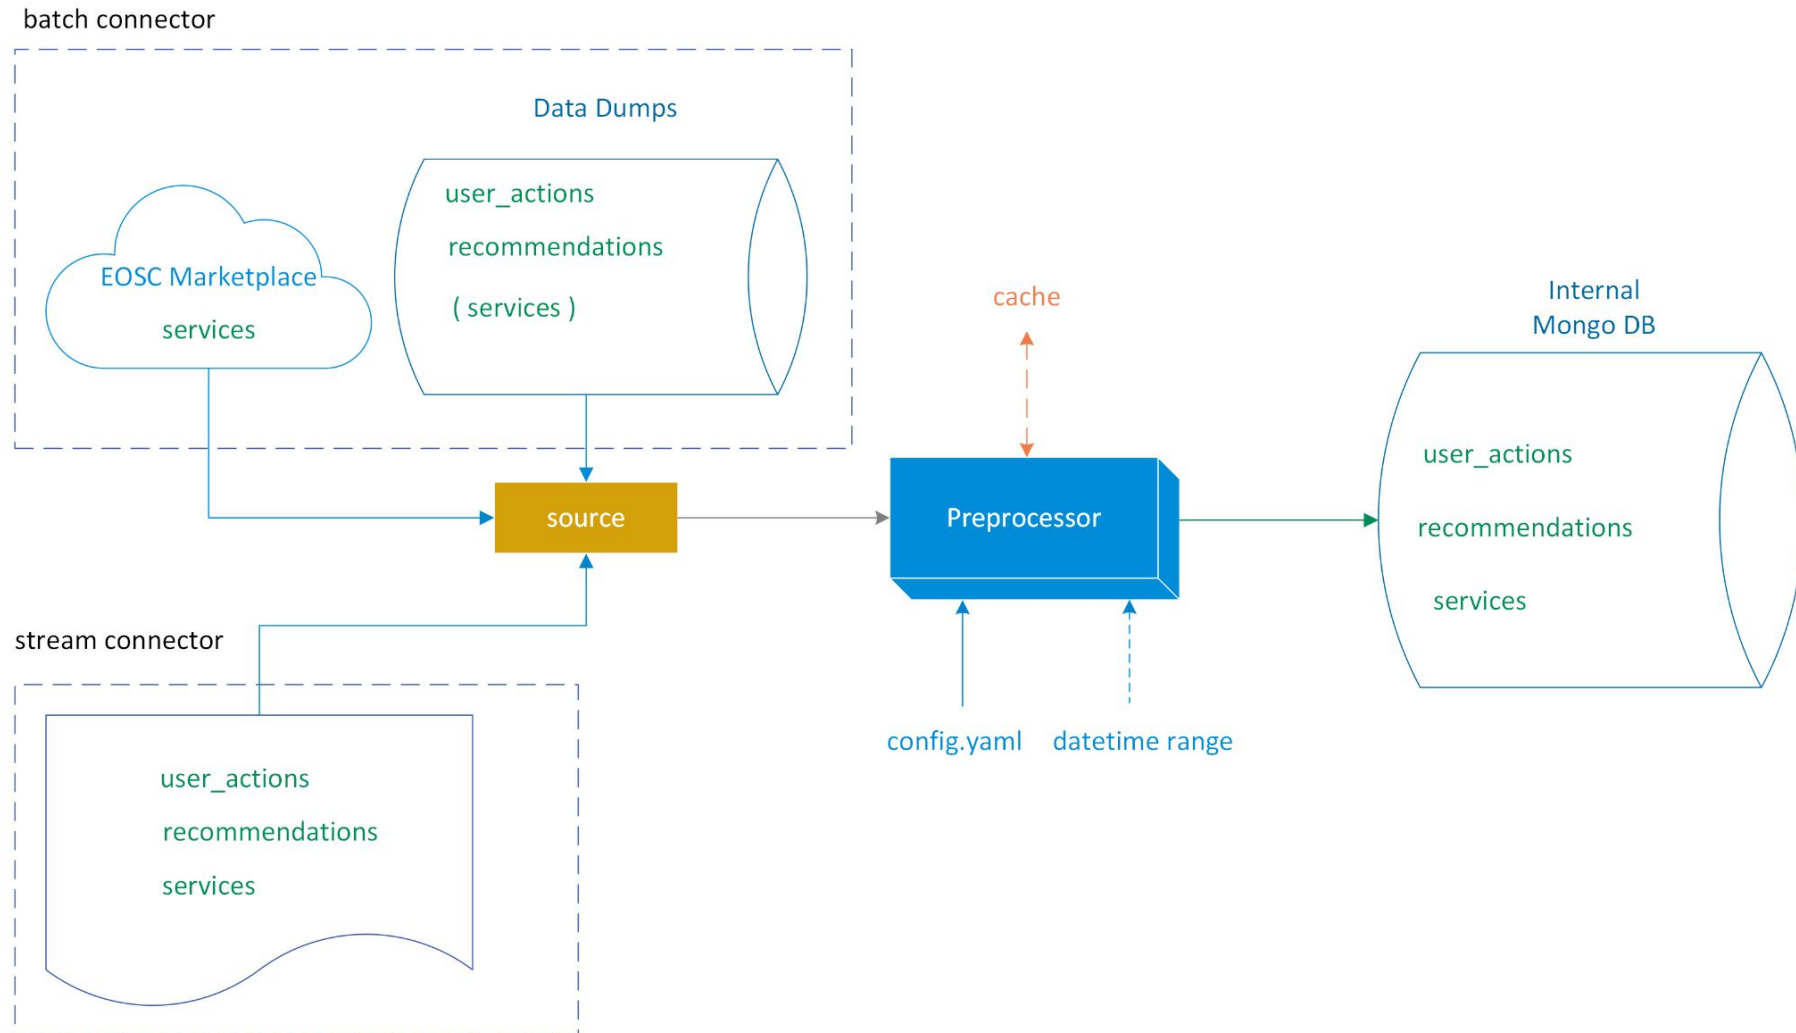 batch connector
Data Dumps
user_actions
recommendations
( services )
EOSC Marketplace
services
cache
Internal
Mongo DB
user_actions
recommendations
services
source
Preprocessor
config.yaml
datetime range
stream connector
user_actions
recommendations
services